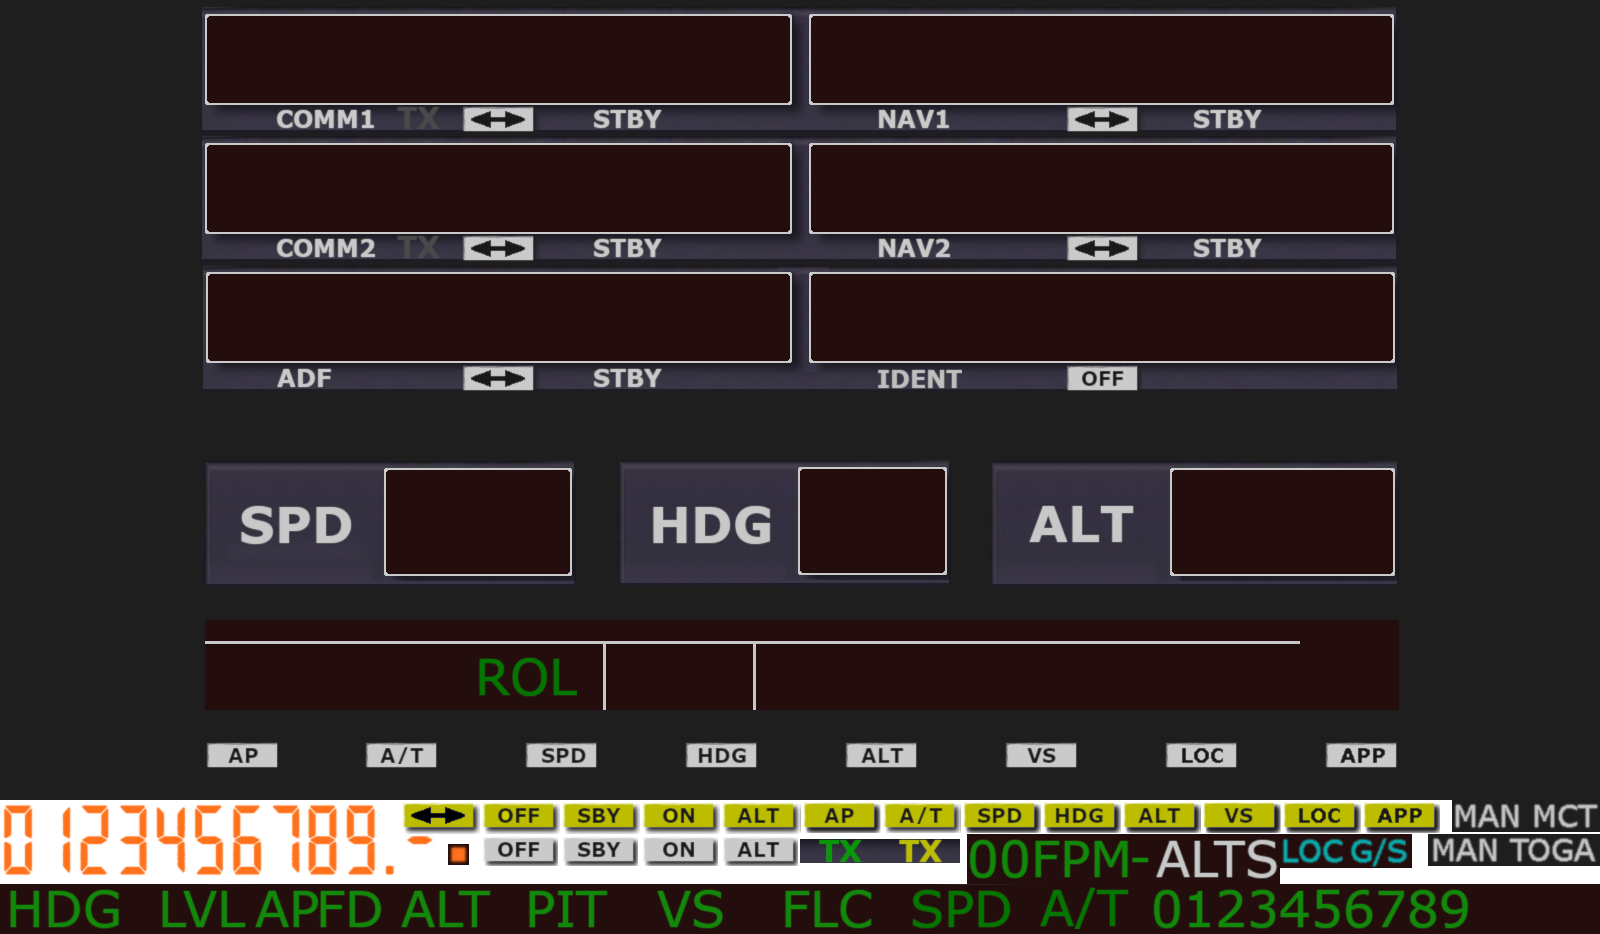 COMM1 TX STBY NAV1 STBY
COMM2 TX STBY NAV2 STBY
ADF STBY IDENT OFF
SPD HDG ALT
ROL
AP A/T SPD HDG ALT VS LOC APP
0123456789.-
OFF SBY ON ALT AP A/T SPD HDG ALT VS LOC APP MAN MCT
OFF SBY ON ALT TX TX 00FPM-ALTS LOC G/S MAN TOGA
HDG LVL APFD ALT PIT VS FLC SPD A/T 0123456789